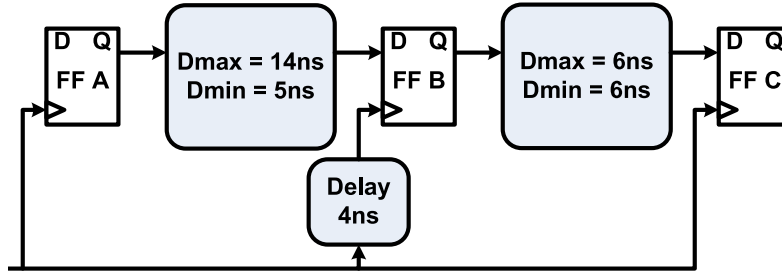 D Q
FF A
Dmax = 14ns
Dmin = 5ns
D Q
FF B
Dmax = 6ns
Dmin = 6ns
D Q
FF C
Delay
4ns